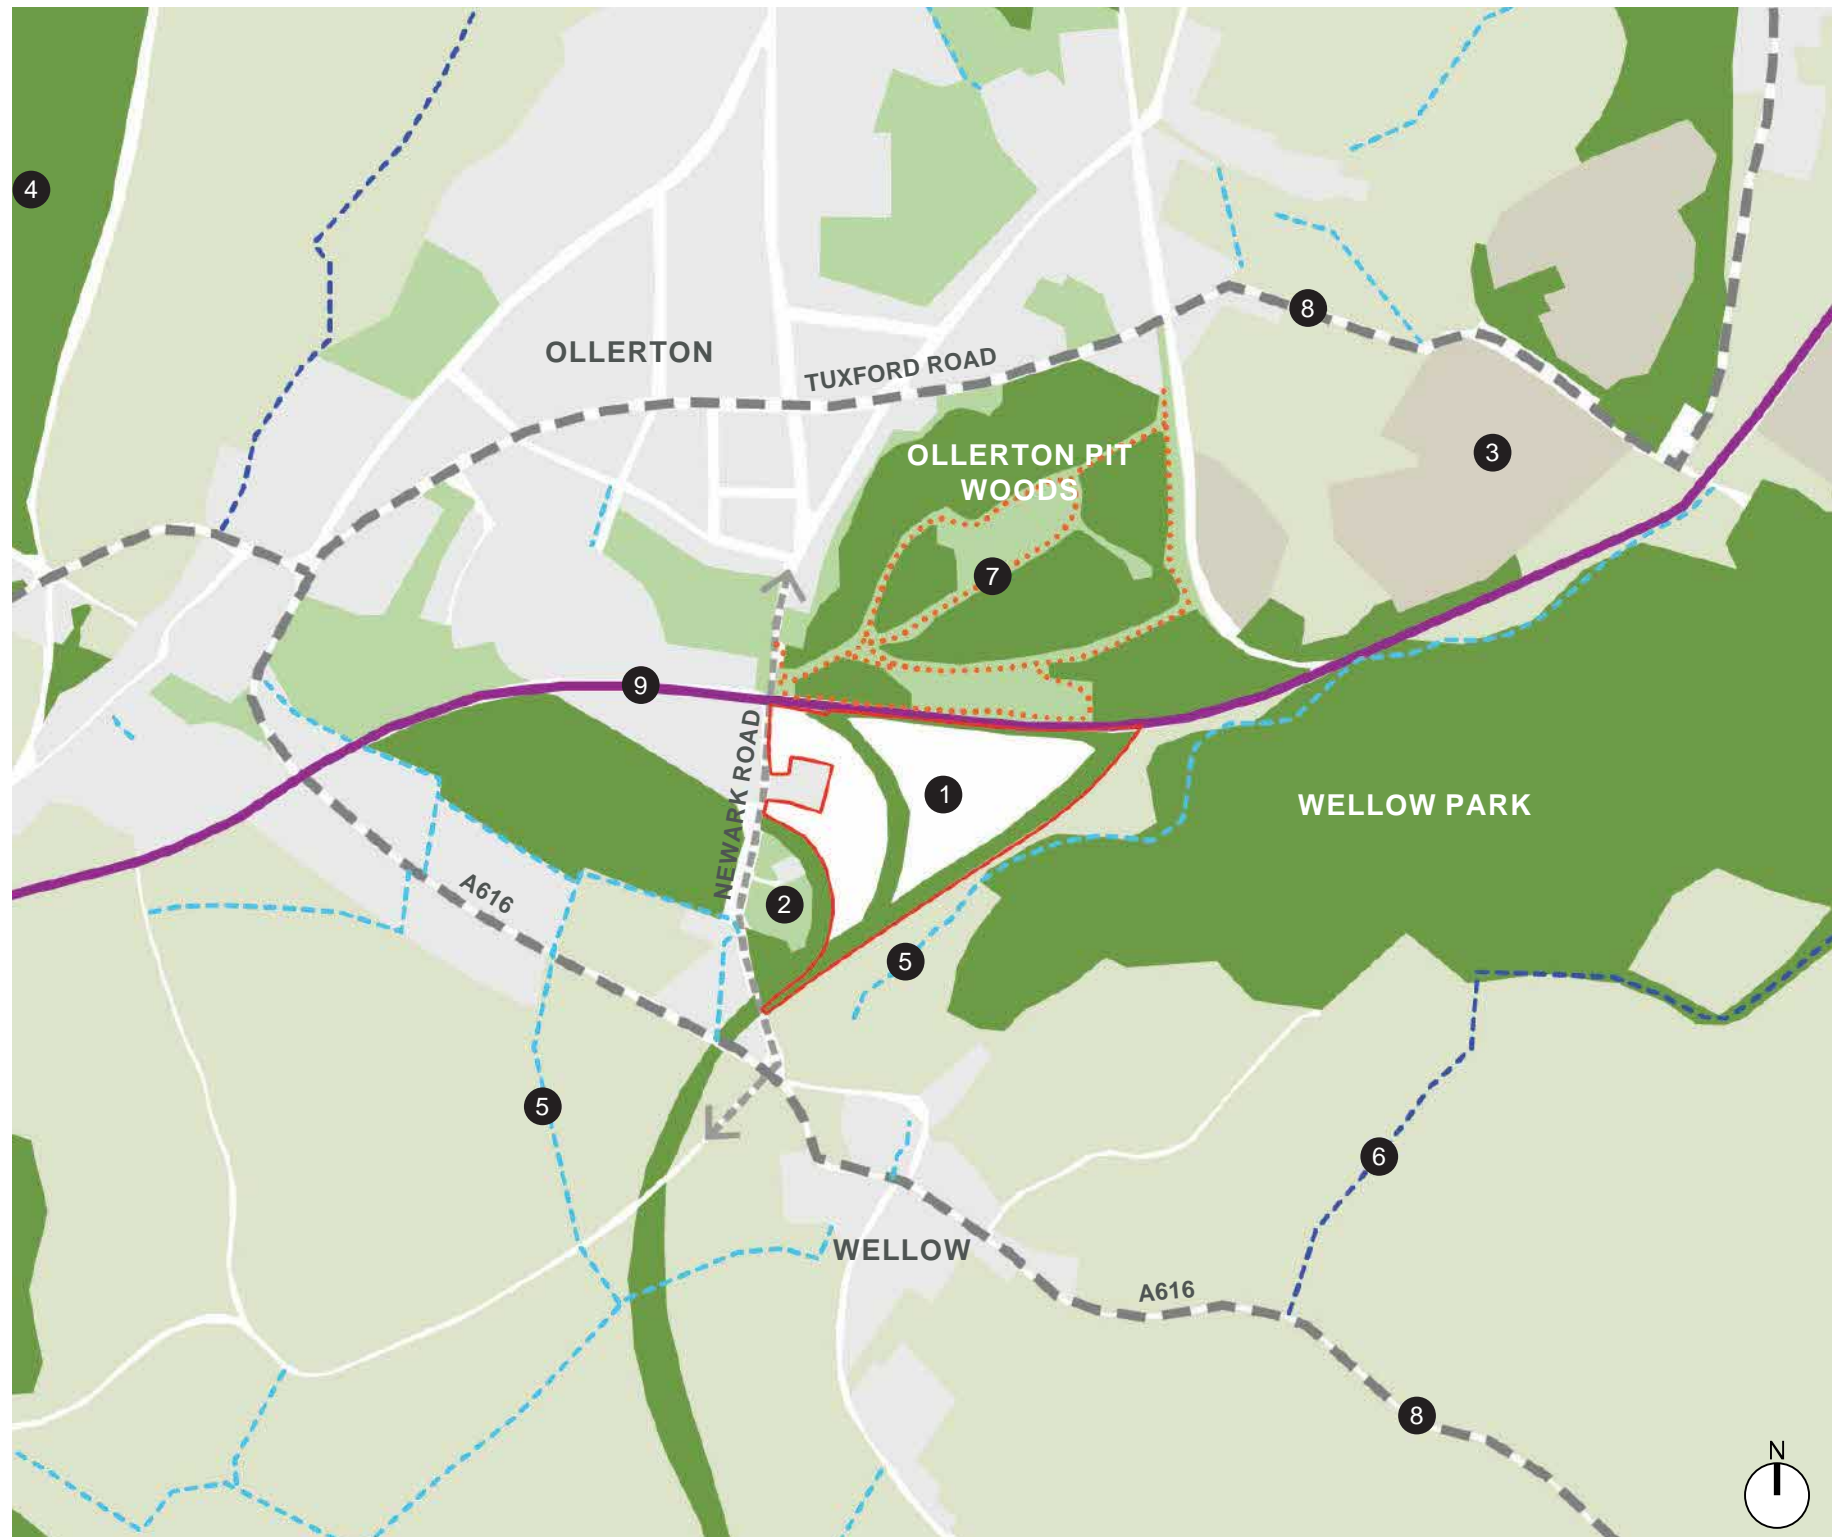 4
8
OLLERTON
TUXFORD ROAD
OLLERTON PIT
WOODS
3
7
9
NEWARK ROAD
1
WELLOW PARK
A616
2
5
5
6
WELLOW
A616
8
N